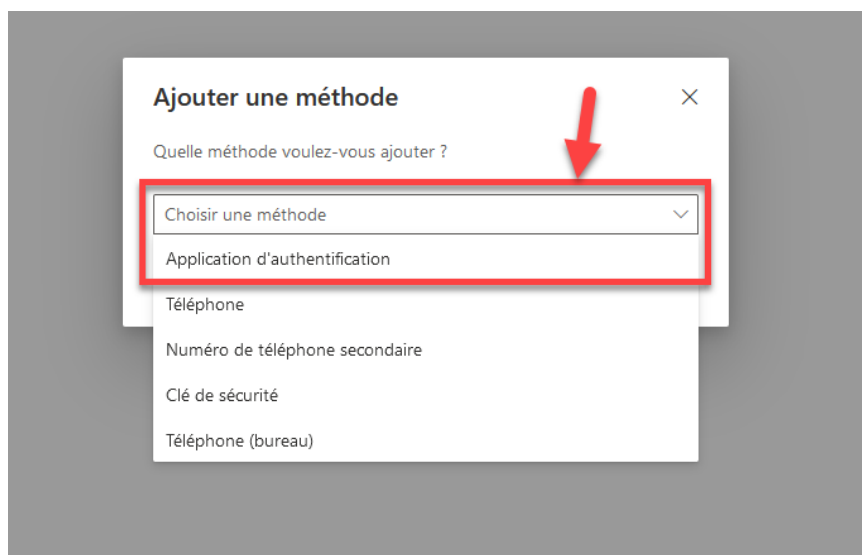 Ajouter une méthode
Quelle méthode voulez-vous ajouter ?
Choisir une méthode
Application d'authentification
Téléphone
Numéro de téléphone secondaire
Clé de sécurité
Téléphone (bureau)